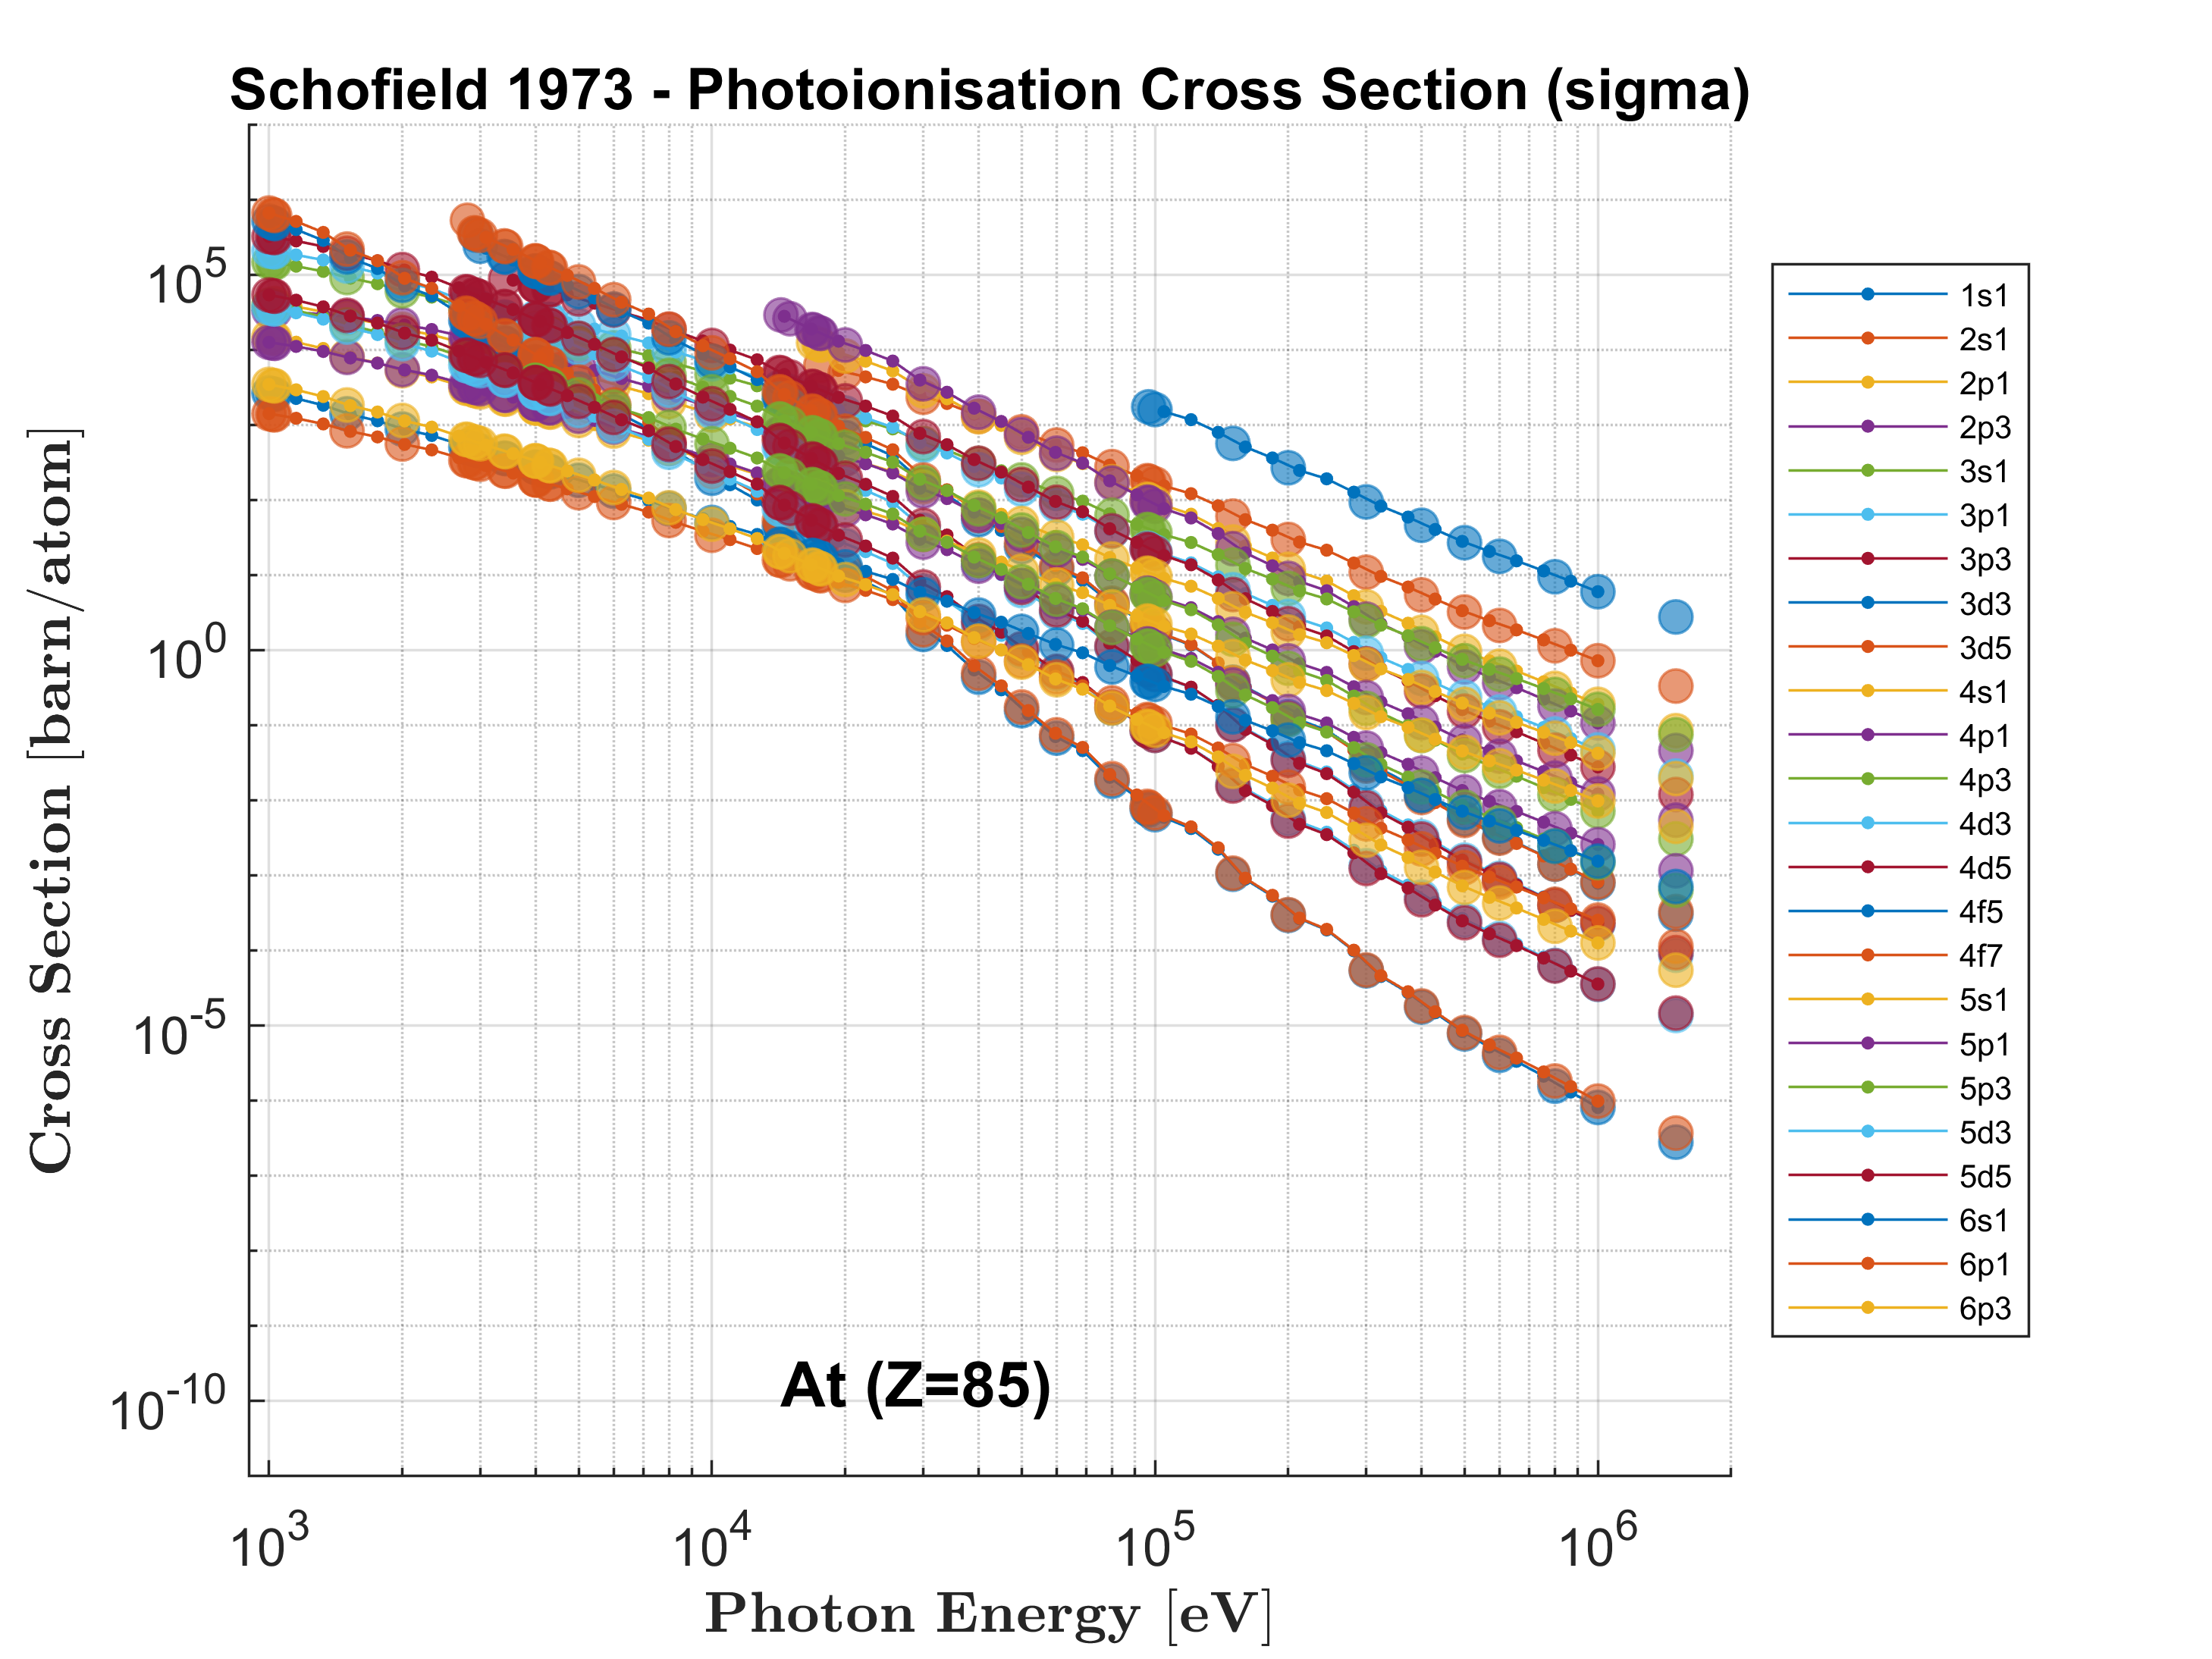 Schofield 1973 - Photoionisation Cross Section (sigma)
Cross Section [barn/atom]
10^5
10^0
10^-5
10^-10
At (Z=85)
10^3 10^4 10^5 10^6
Photon Energy [eV]
1s1
2s1
2p1
2p3
3s1
3p1
3p3
3d3
3d5
4s1
4p1
4p3
4d3
4d5
4f5
4f7
5s1
5p1
5p3
5d3
5d5
6s1
6p1
6p3